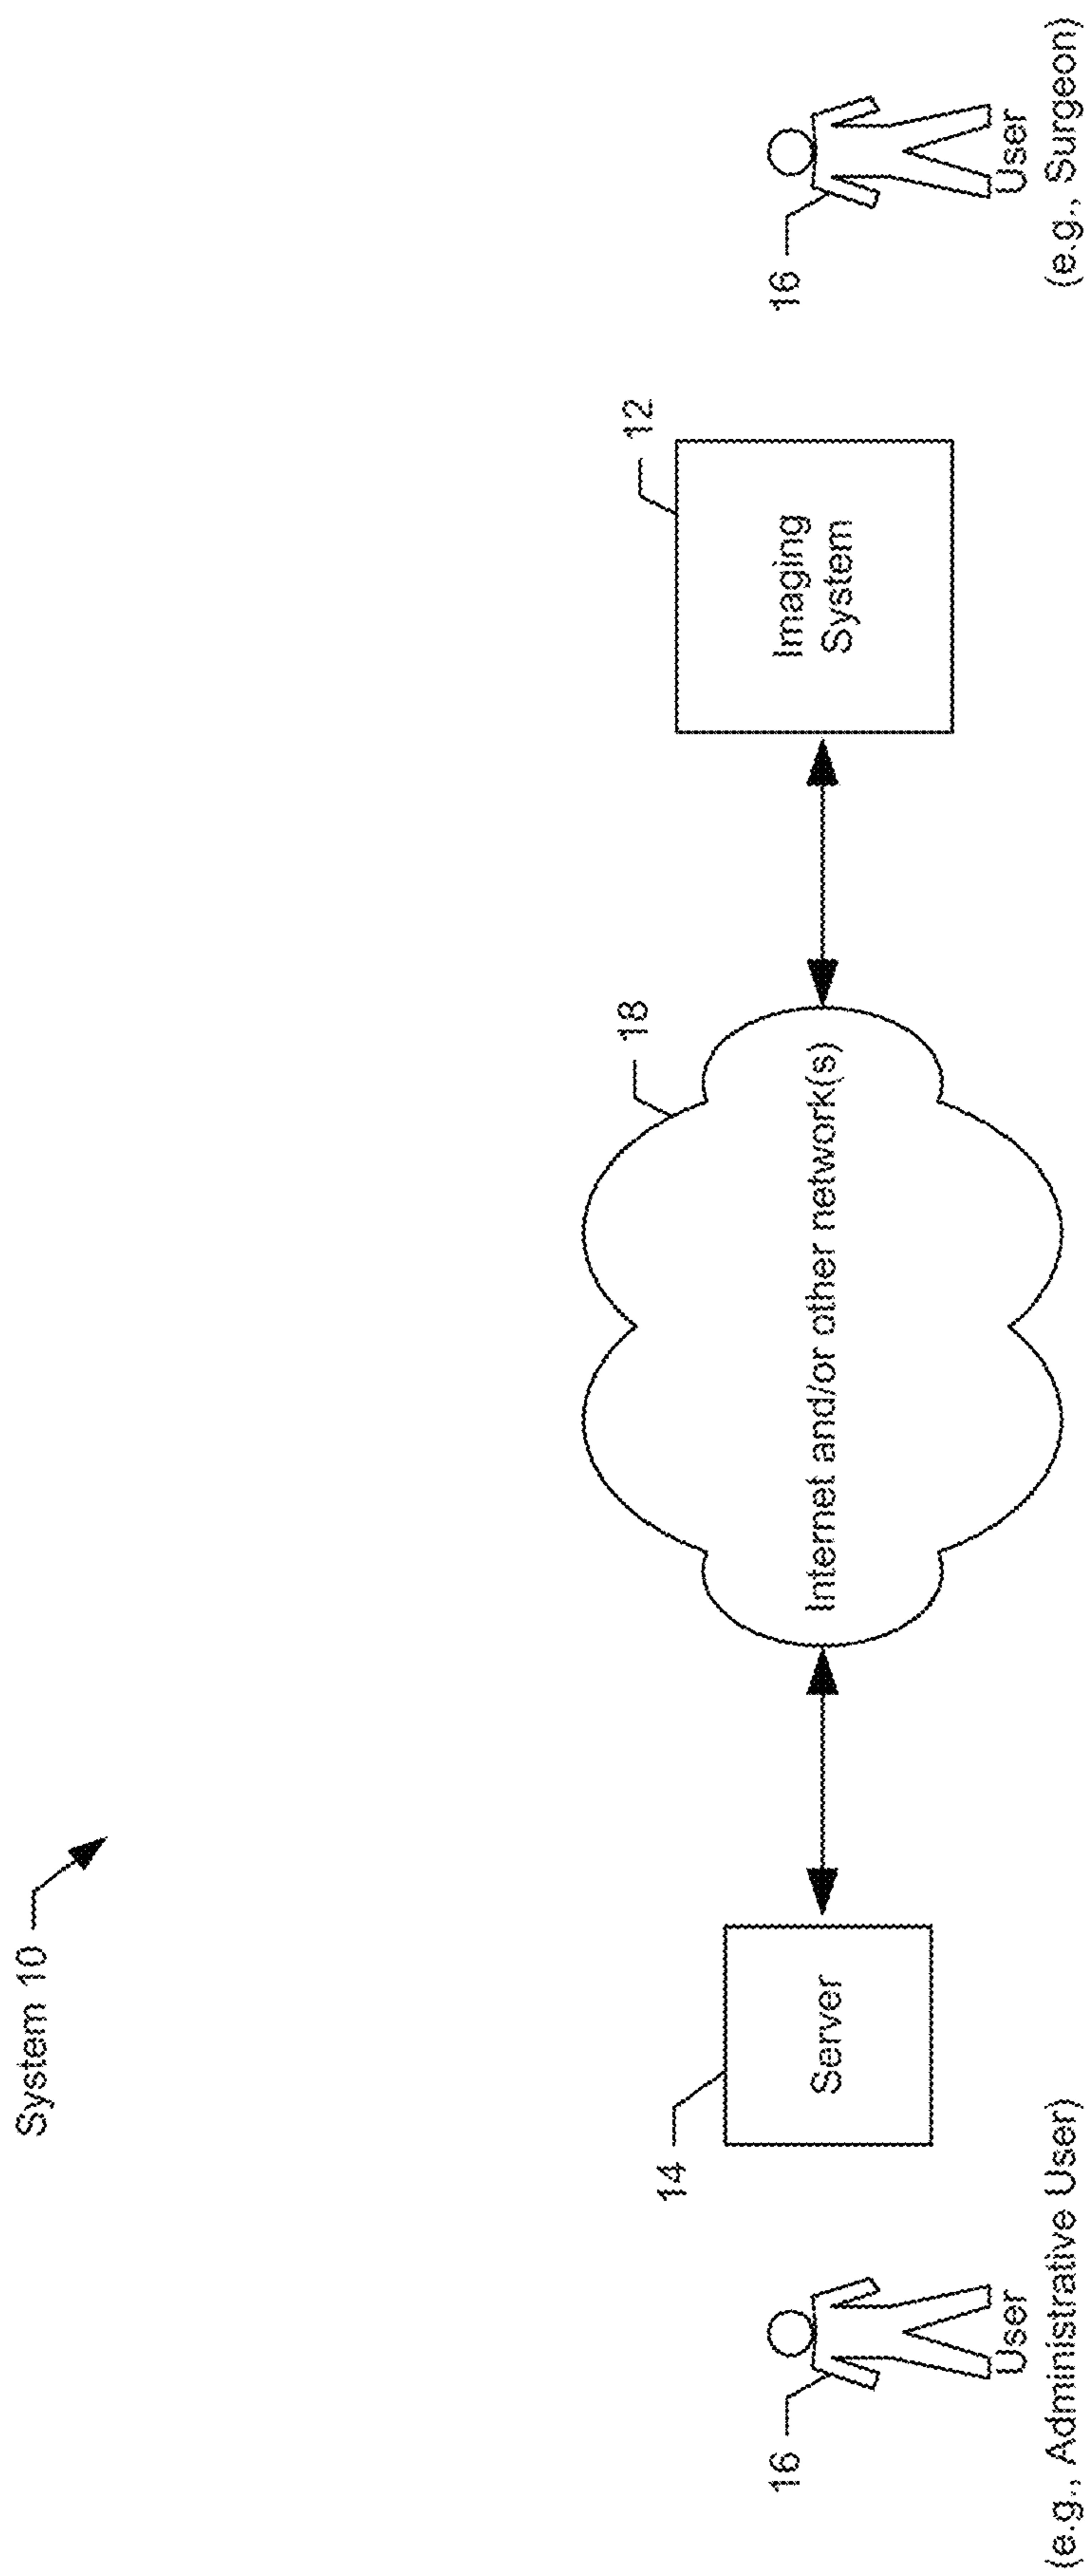 System 10
16
User
(e.g., Administrative User)
14
Server
18
Internet and/or other network(s)
12
Imaging
System
16
User
(e.g., Surgeon)